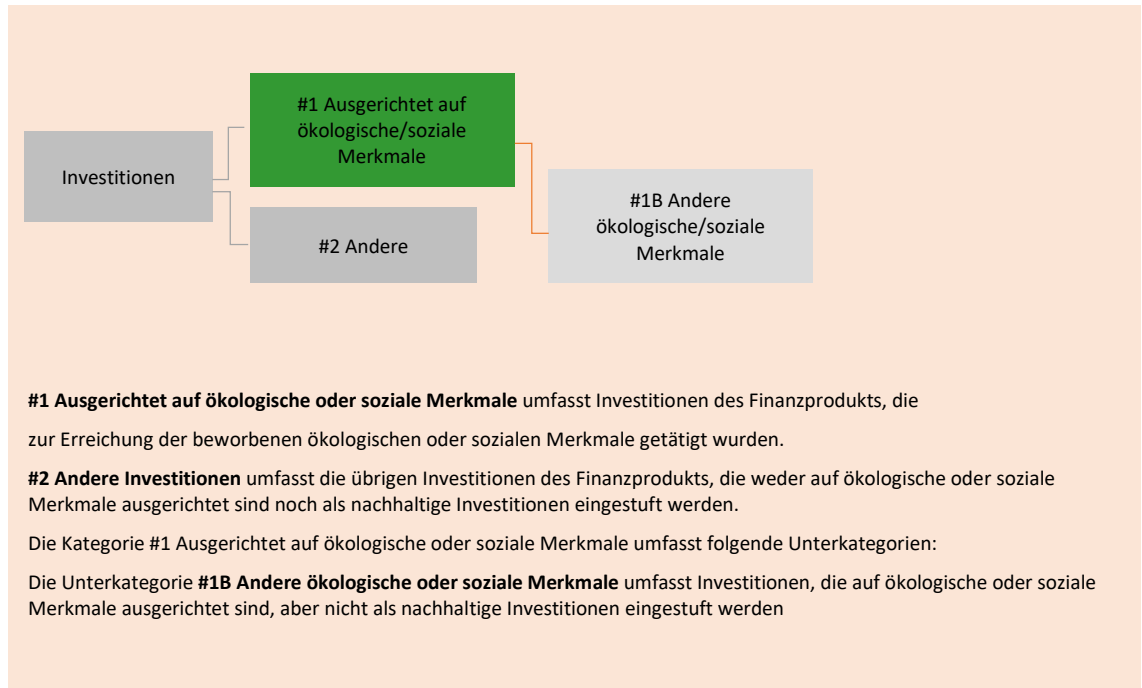 #1 Ausgerichtet auf
ökologische/soziale
Merkmale
Investitionen
#1B Andere
ökologische/soziale
Merkmale
#2 Andere
#1 Ausgerichtet auf ökologische oder soziale Merkmale umfasst Investitionen des Finanzprodukts, die
zur Erreichung der beworbenen ökologischen oder sozialen Merkmale getätigt wurden.
#2 Andere Investitionen umfasst die übrigen Investitionen des Finanzprodukts, die weder auf ökologische oder soziale
Merkmale ausgerichtet sind noch als nachhaltige Investitionen eingestuft werden.
Die Kategorie #1 Ausgerichtet auf ökologische oder soziale Merkmale umfasst folgende Unterkategorien:
Die Unterkategorie #1B Andere ökologische oder soziale Merkmale umfasst Investitionen, die auf ökologische oder soziale
Merkmale ausgerichtet sind, aber nicht als nachhaltige Investitionen eingestuft werden